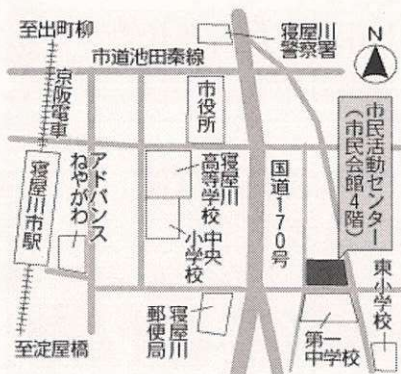 至出町柳
市道池田秦線
寝屋川
警察署
N
京阪電車
市役所
市民活動センター
(市民会館4階)
アドバンス
ねやがわ
寝屋川
高等学校
中央
小学校
国道170号
寝屋川市駅
東小学校
寝屋川
郵便局
第一
中学校
至淀屋橋